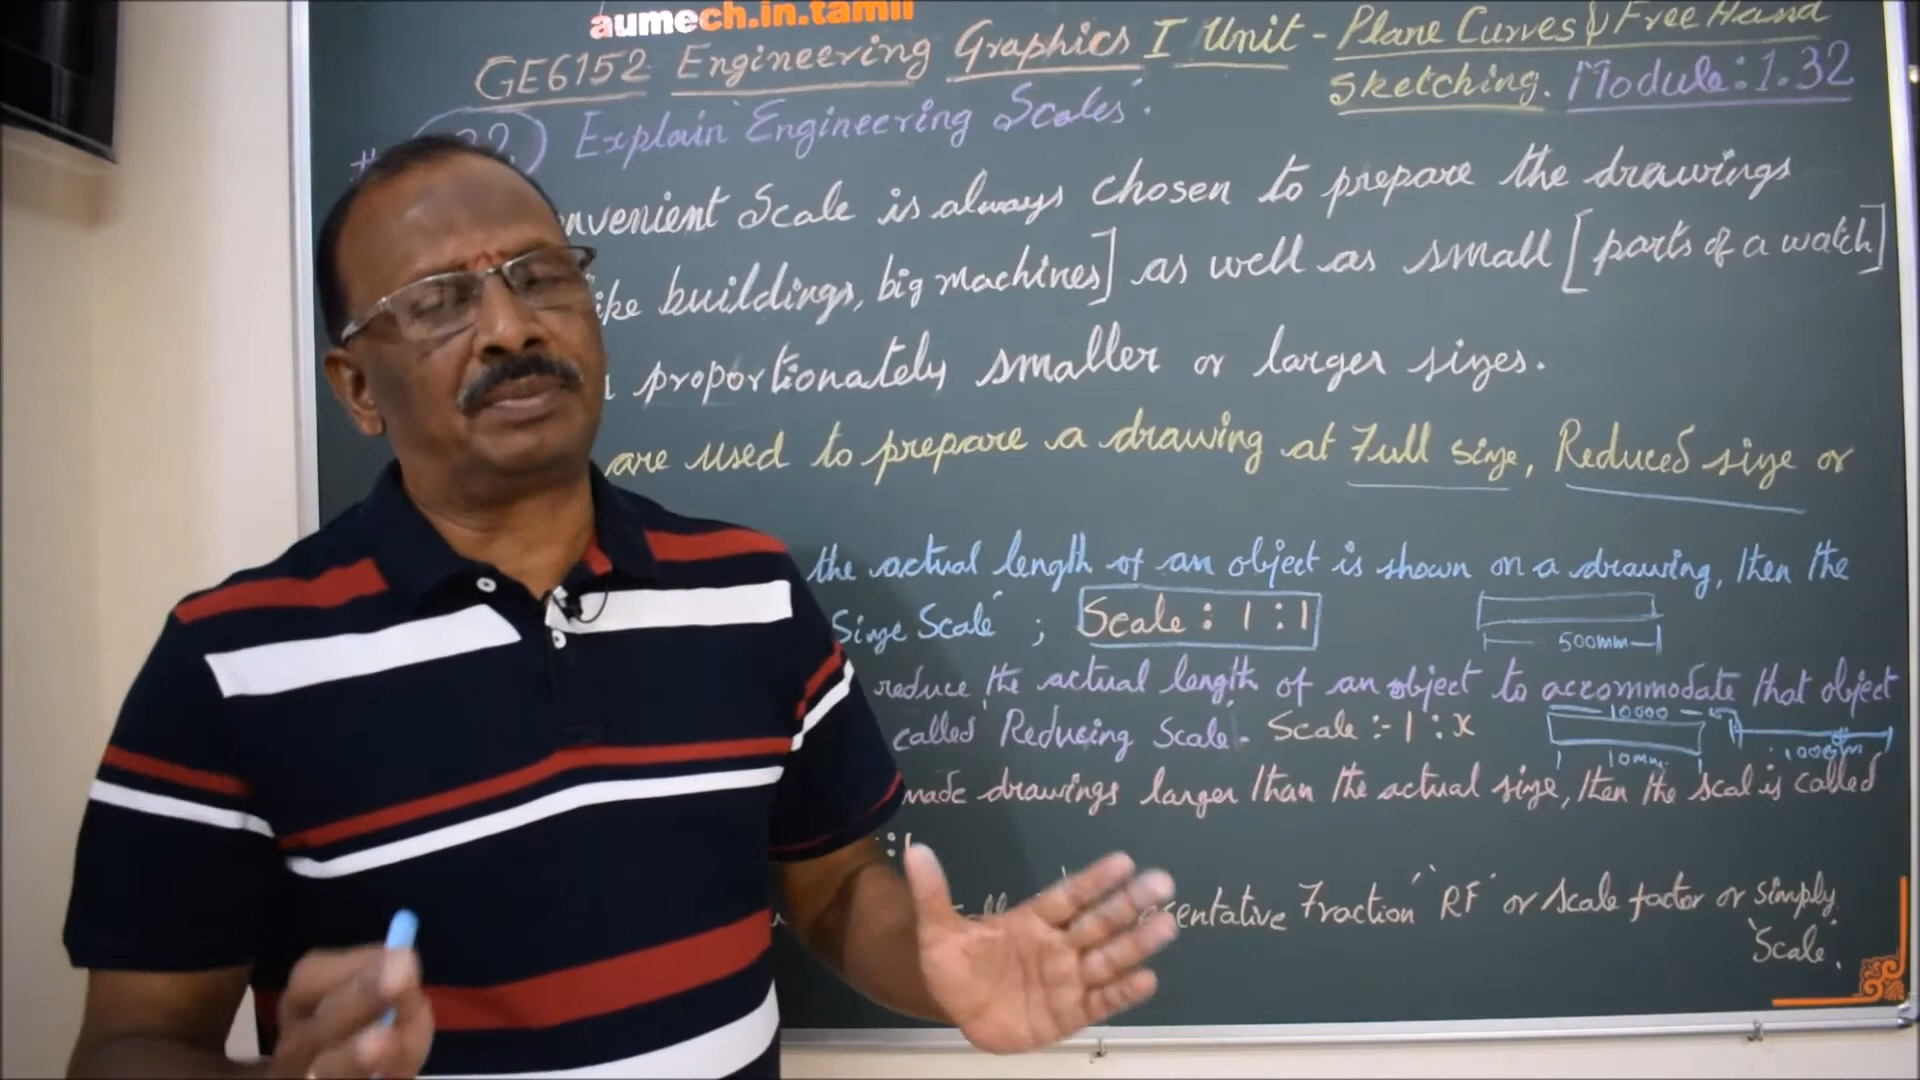 aumech.in.tamil
GE6152 Engineering Graphics I Unit - Plane Curves & Free Hand
Sketching. Module: 1.32
Explain 'Engineering Scales'.
nvenient Scale is always chosen to prepare the drawings
ike buildings, big machines] as well as small [parts of a watch]
proportionately smaller or larger sizes.
are used to prepare a drawing at Full size, Reduced size or
the actual length of an object is shown on a drawing, then the
Size Scale' ; Scale : 1 : 1
500mm
reduce the actual length of an object to accommodate that object
called 'Reducing Scale'. Scale :- 1 : x
10000
10mm
made drawings larger than the actual size, then the scal is called
: 1
esentative Fraction' 'RF' or scale factor or simply
'Scale'.